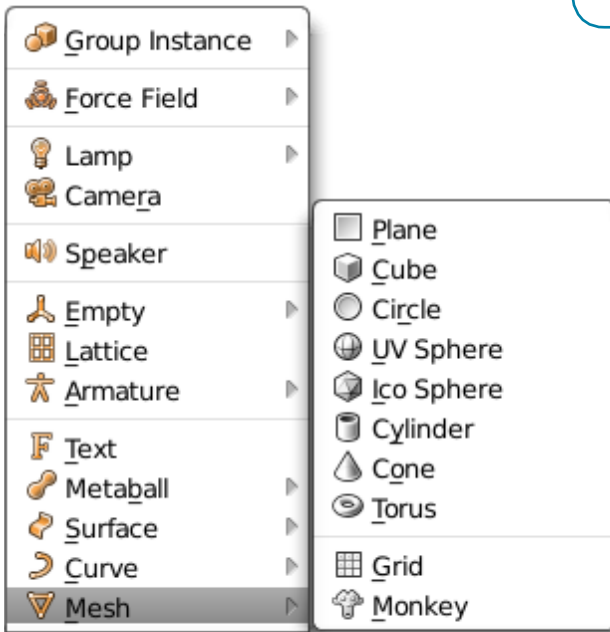 Group Instance
Force Field
Lamp
Camera
Speaker
Empty
Lattice
Armature
Text
Metaball
Surface
Curve
Mesh
Plane
Cube
Circle
UV Sphere
Ico Sphere
Cylinder
Cone
Torus
Grid
Monkey